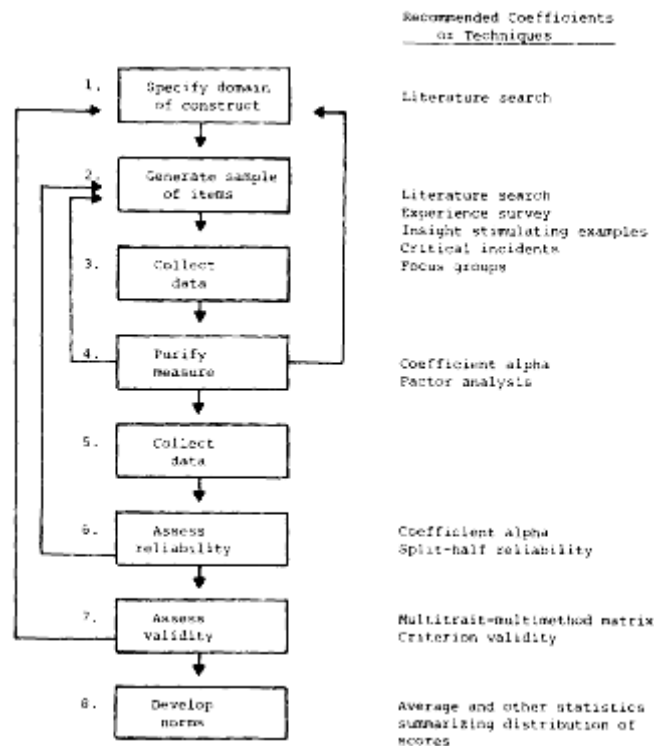 Recommended Coefficients
or Techniques
1. Specify domain
of construct
Literature search
2. Generate sample
of items
Literature search
Experience survey
Insight stimulating examples
Critical incidents
Focus groups
3. Collect
data
4. Purify
measure
Coefficient alpha
Factor analysis
5. Collect
data
6. Assess
reliability
Coefficient alpha
Split-half reliability
7. Assess
validity
Multitrait-multimethod matrix
Criterion validity
8. Develop
norms
Average and other statistics
summarizing distribution of
scores